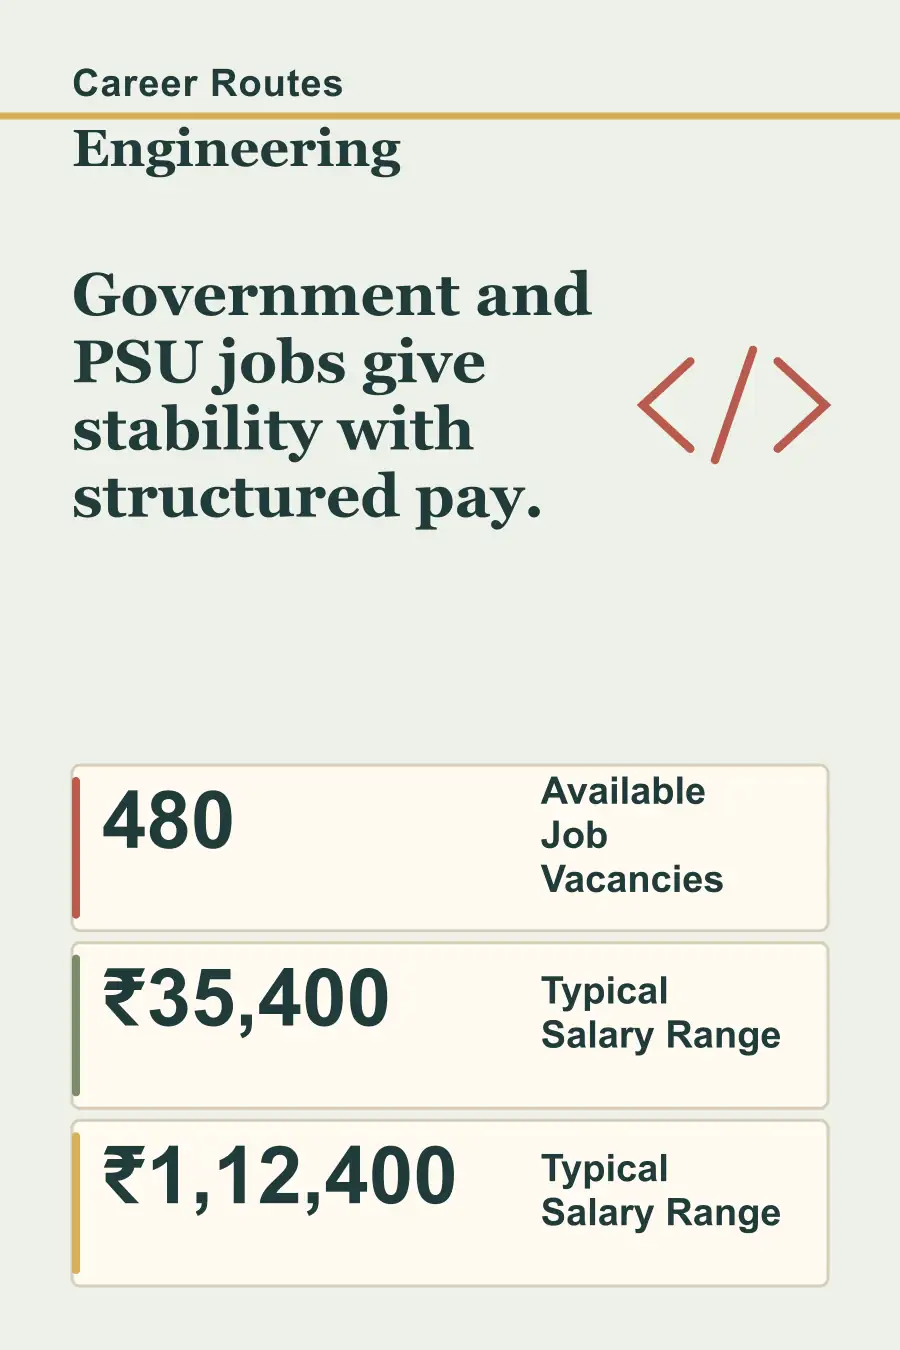 Career Routes
Engineering
Government and
PSU jobs give
stability with
structured pay.
480
Available
Job
Vacancies
₹35,400
Typical
Salary Range
₹1,12,400
Typical
Salary Range